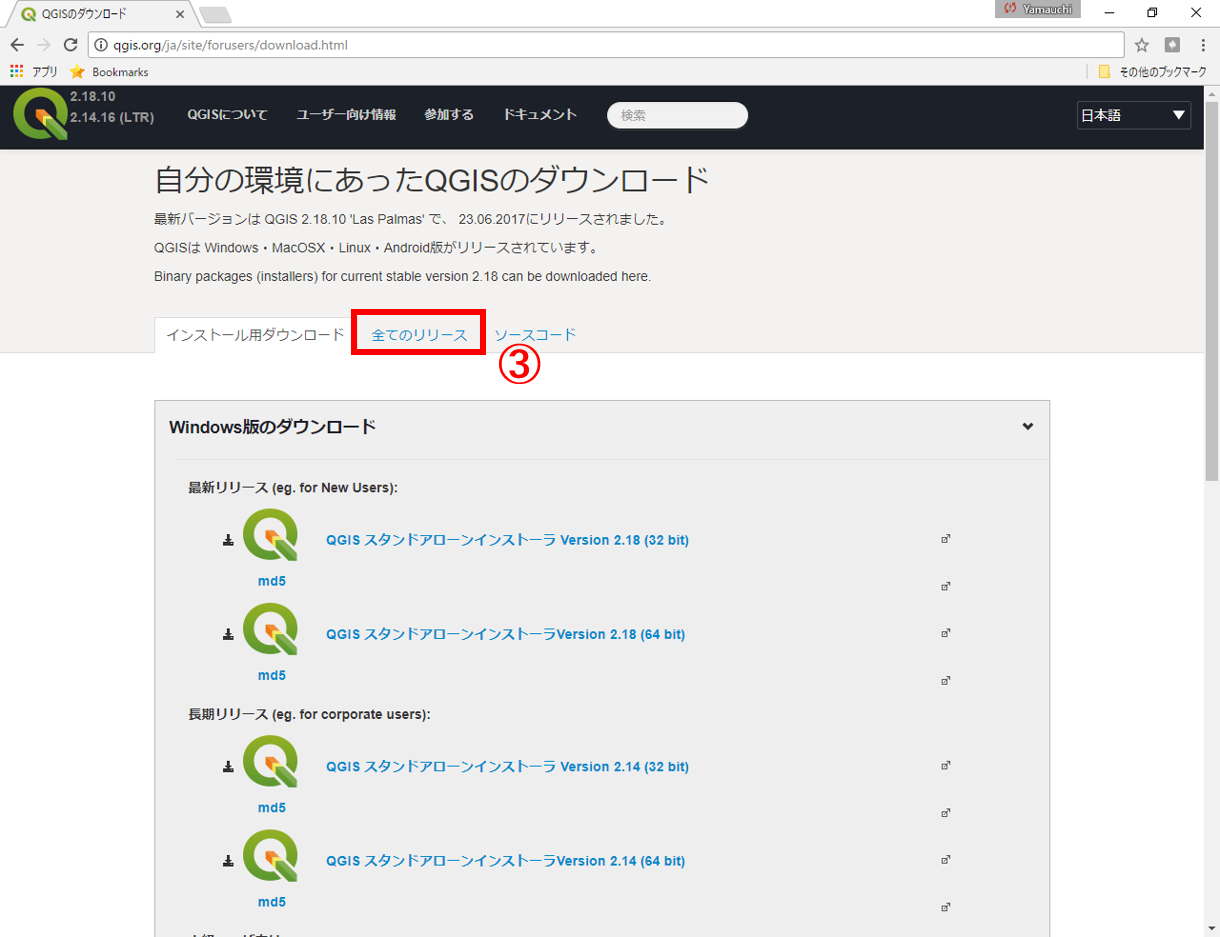 QGISのダウンロード
Yamauchi
qgis.org/ja/site/forusers/download.html
アプリ
Bookmarks
その他のブックマーク
2.18.10
2.14.16 (LTR)
QGISについて
ユーザー向け情報
参加する
ドキュメント
検索
日本語
自分の環境にあったQGISのダウンロード
最新バージョンは QGIS 2.18.10 'Las Palmas' で、 23.06.2017にリリースされました。
QGISは Windows・MacOSX・Linux・Android版がリリースされています。
Binary packages (installers) for current stable version 2.18 can be downloaded here.
インストール用ダウンロード
全てのリリース
ソースコード
③
Windows版のダウンロード
最新リリース (eg. for New Users):
QGIS スタンドアローンインストーラ Version 2.18 (32 bit)
md5
QGIS スタンドアローンインストーラVersion 2.18 (64 bit)
md5
長期リリース (eg. for corporate users):
QGIS スタンドアローンインストーラ Version 2.14 (32 bit)
md5
QGIS スタンドアローンインストーラVersion 2.14 (64 bit)
md5